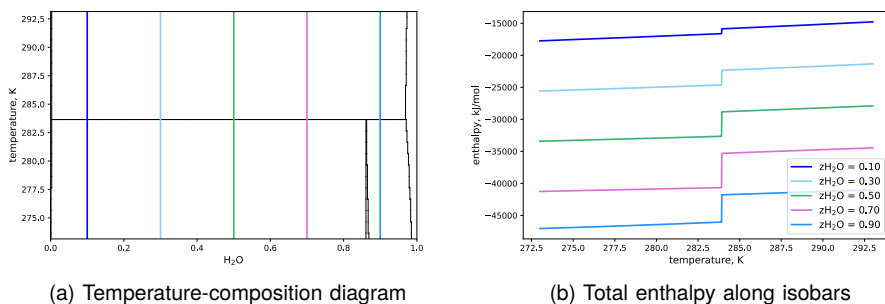 292.5
290.0
287.5
285.0
282.5
280.0
277.5
275.0
temperature, K
0.0 0.2 0.4 0.6 0.8 1.0
H₂O
(a) Temperature-composition diagram
−15000
−20000
−25000
−30000
−35000
−40000
−45000
enthalpy, kJ/mol
zH₂O = 0.10
zH₂O = 0.30
zH₂O = 0.50
zH₂O = 0.70
zH₂O = 0.90
272.5 275.0 277.5 280.0 282.5 285.0 287.5 290.0 292.5
temperature, K
(b) Total enthalpy along isobars